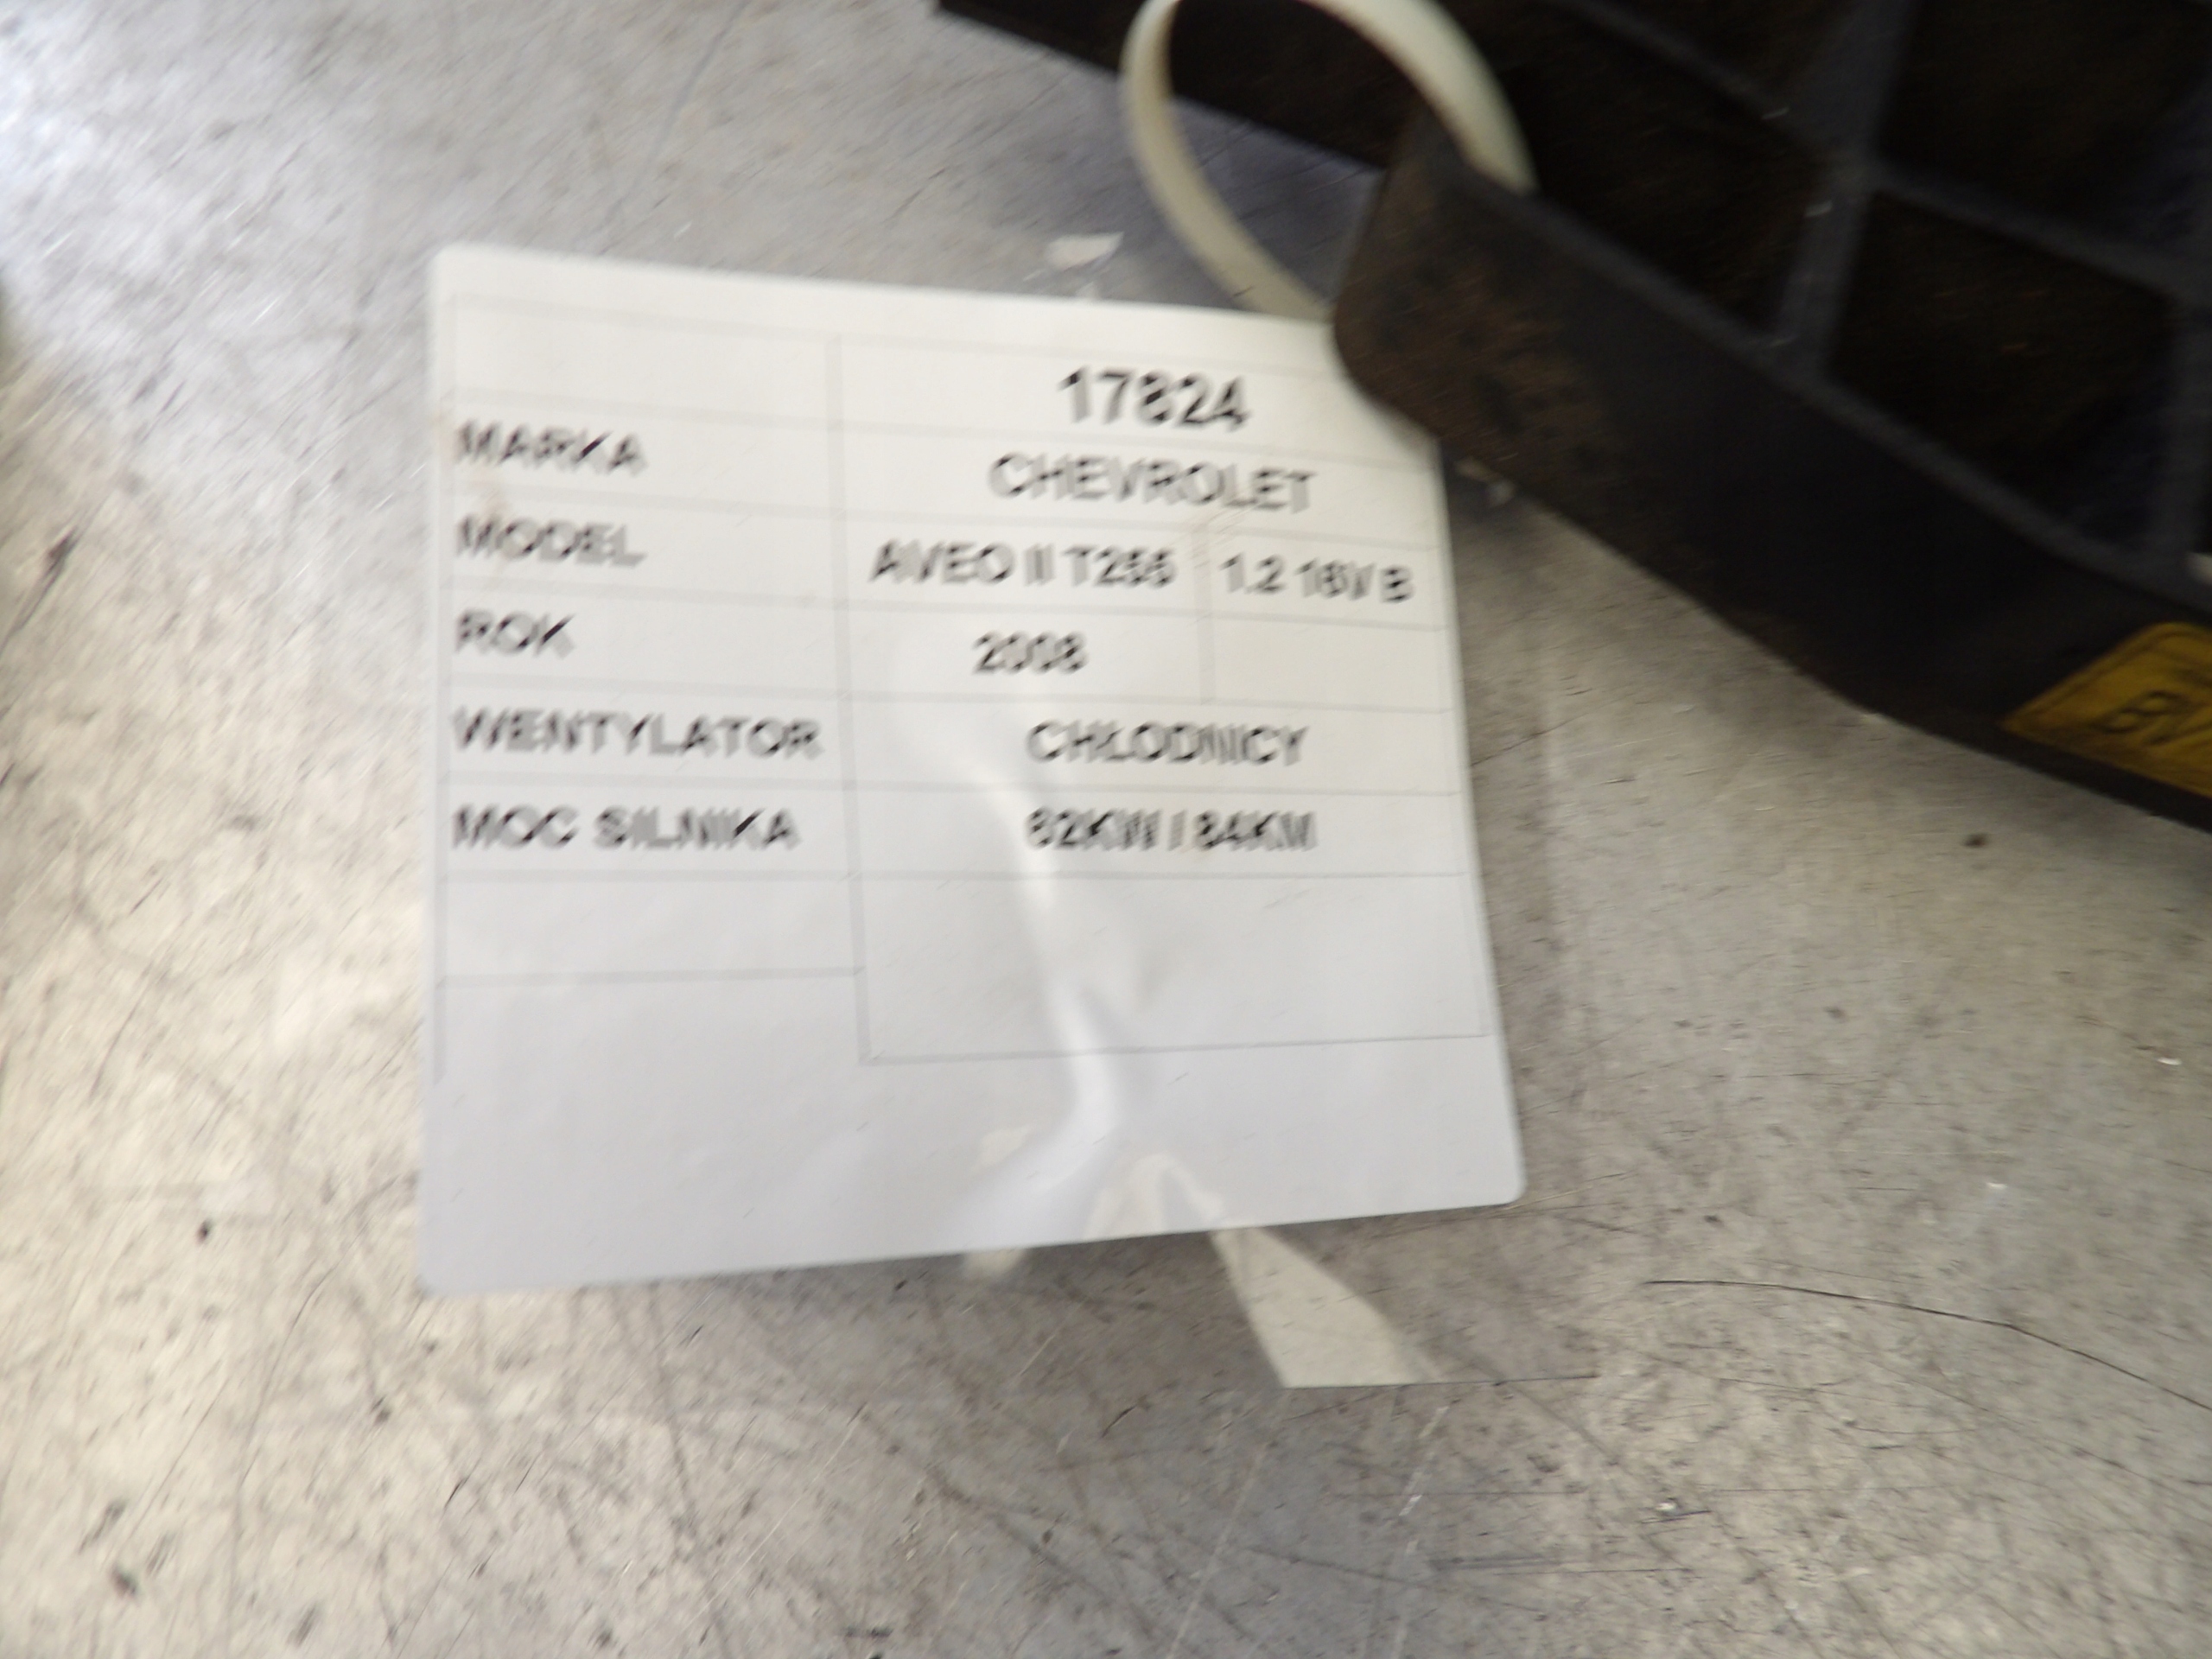 17824
MARKA CHEVROLET
MODEL AVEO II T255 1.2 16V B
ROK 2008
WENTYLATOR CHŁODNICY
MOC SILNIKA 62KW / 84KM